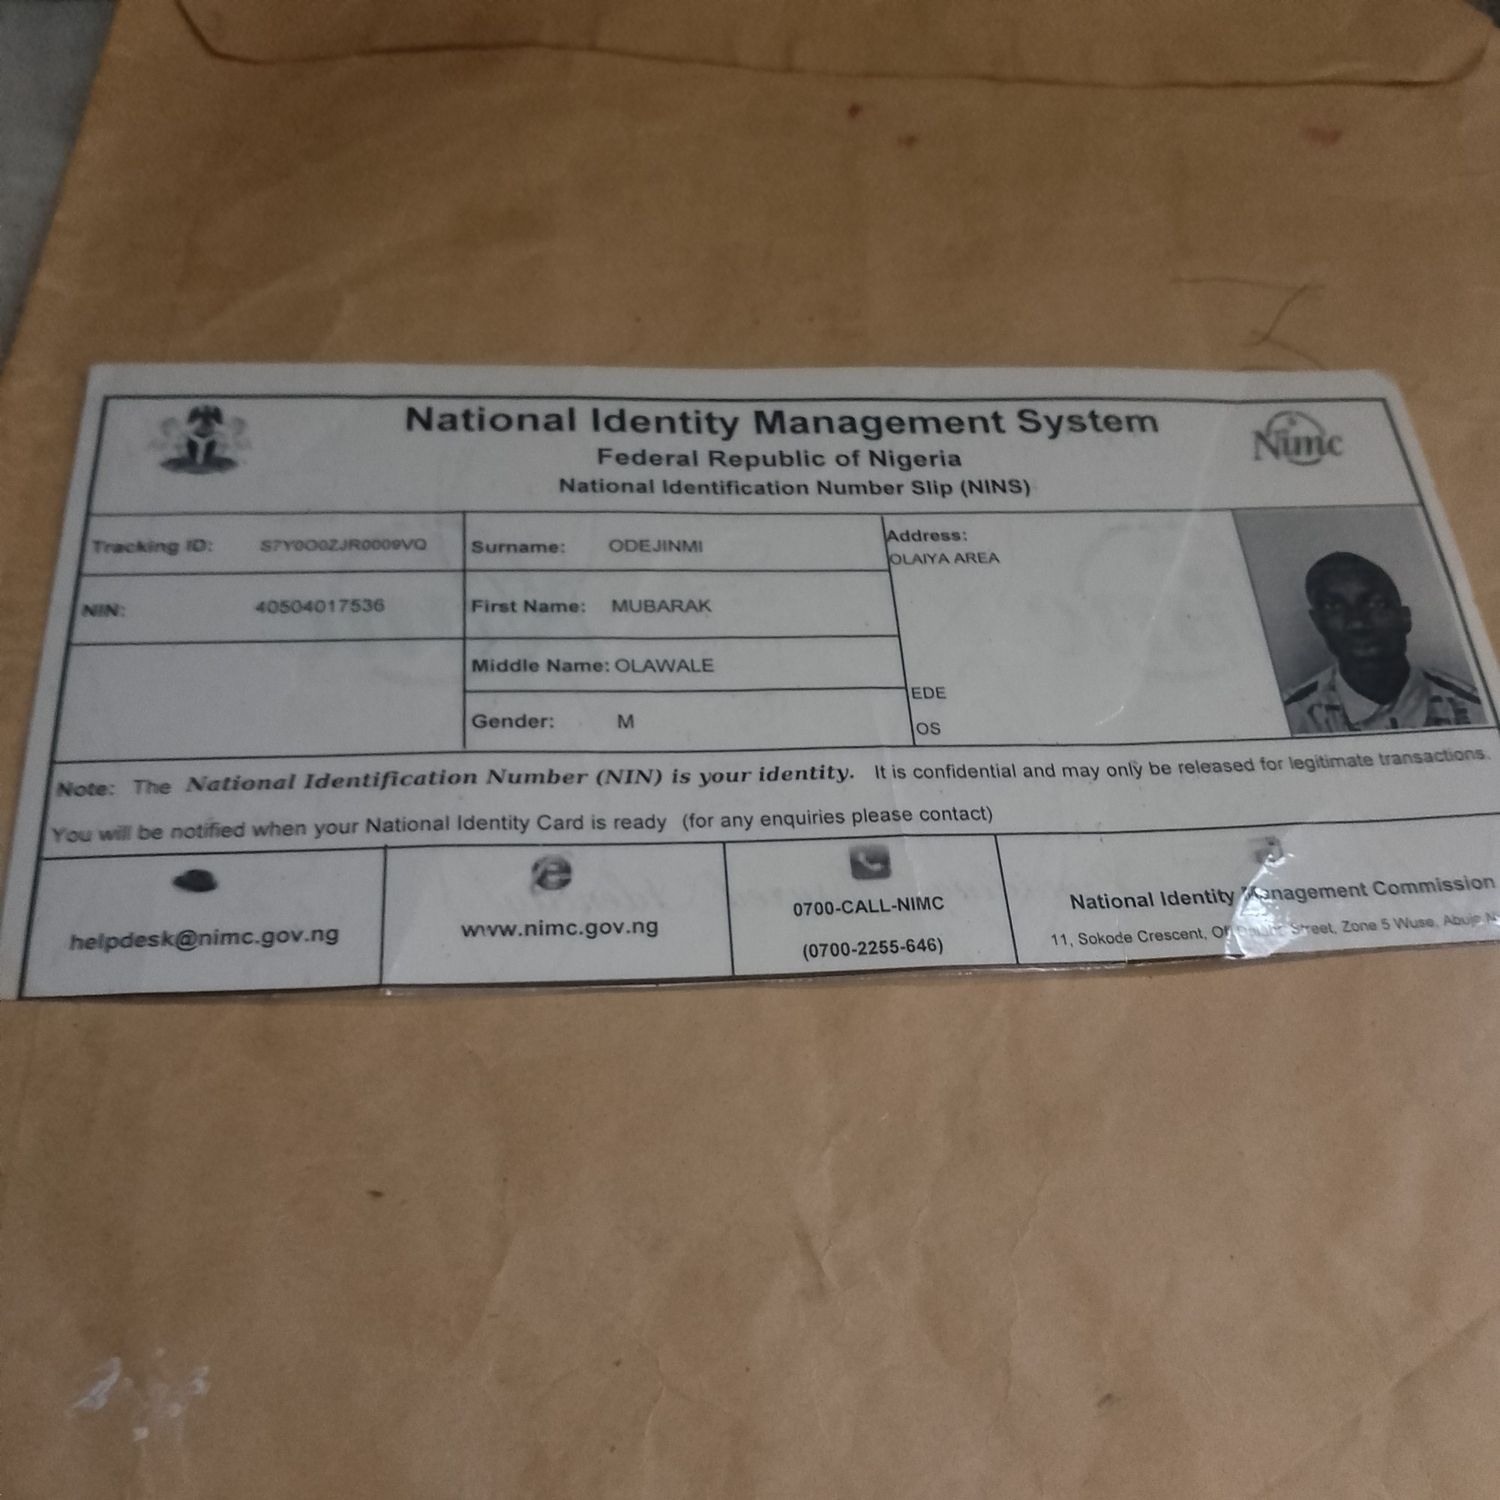 National Identity Management System
Federal Republic of Nigeria
National Identification Number Slip (NINS)
Nimc
Tracking ID: S7Y0O0ZJR0009VQ
Surname: ODEJINMI
Address:
OLAIYA AREA
NIN: 40504017536
First Name: MUBARAK
Middle Name: OLAWALE
EDE
Gender: M
OS
Note: The National Identification Number (NIN) is your identity. It is confidential and may only be released for legitimate transactions.
You will be notified when your National Identity Card is ready (for any enquiries please contact)
helpdesk@nimc.gov.ng
www.nimc.gov.ng
0700-CALL-NIMC
(0700-2255-646)
National Identity Management Commission
11, Sokode Crescent, Street, Zone 5 Wuse, Abuja